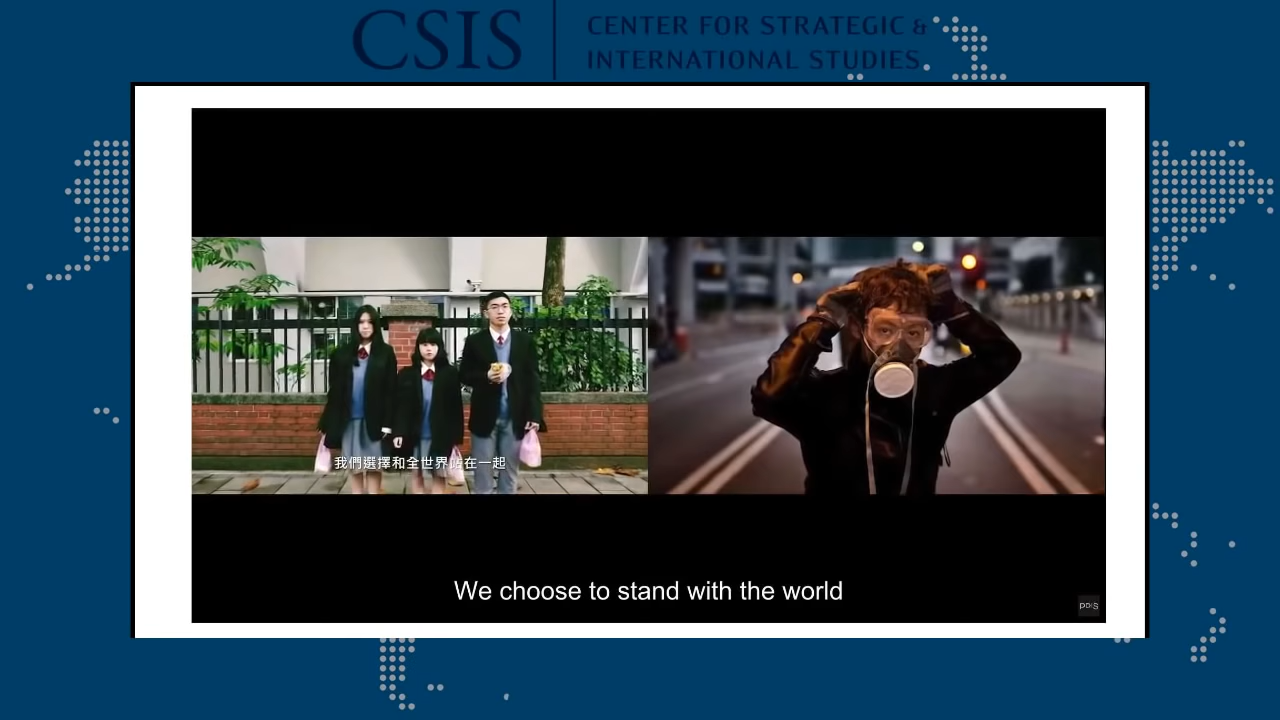 CSIS
CENTER FOR STRATEGIC &
INTERNATIONAL STUDIES
我們選擇和全世界站在一起
We choose to stand with the world
PDIS